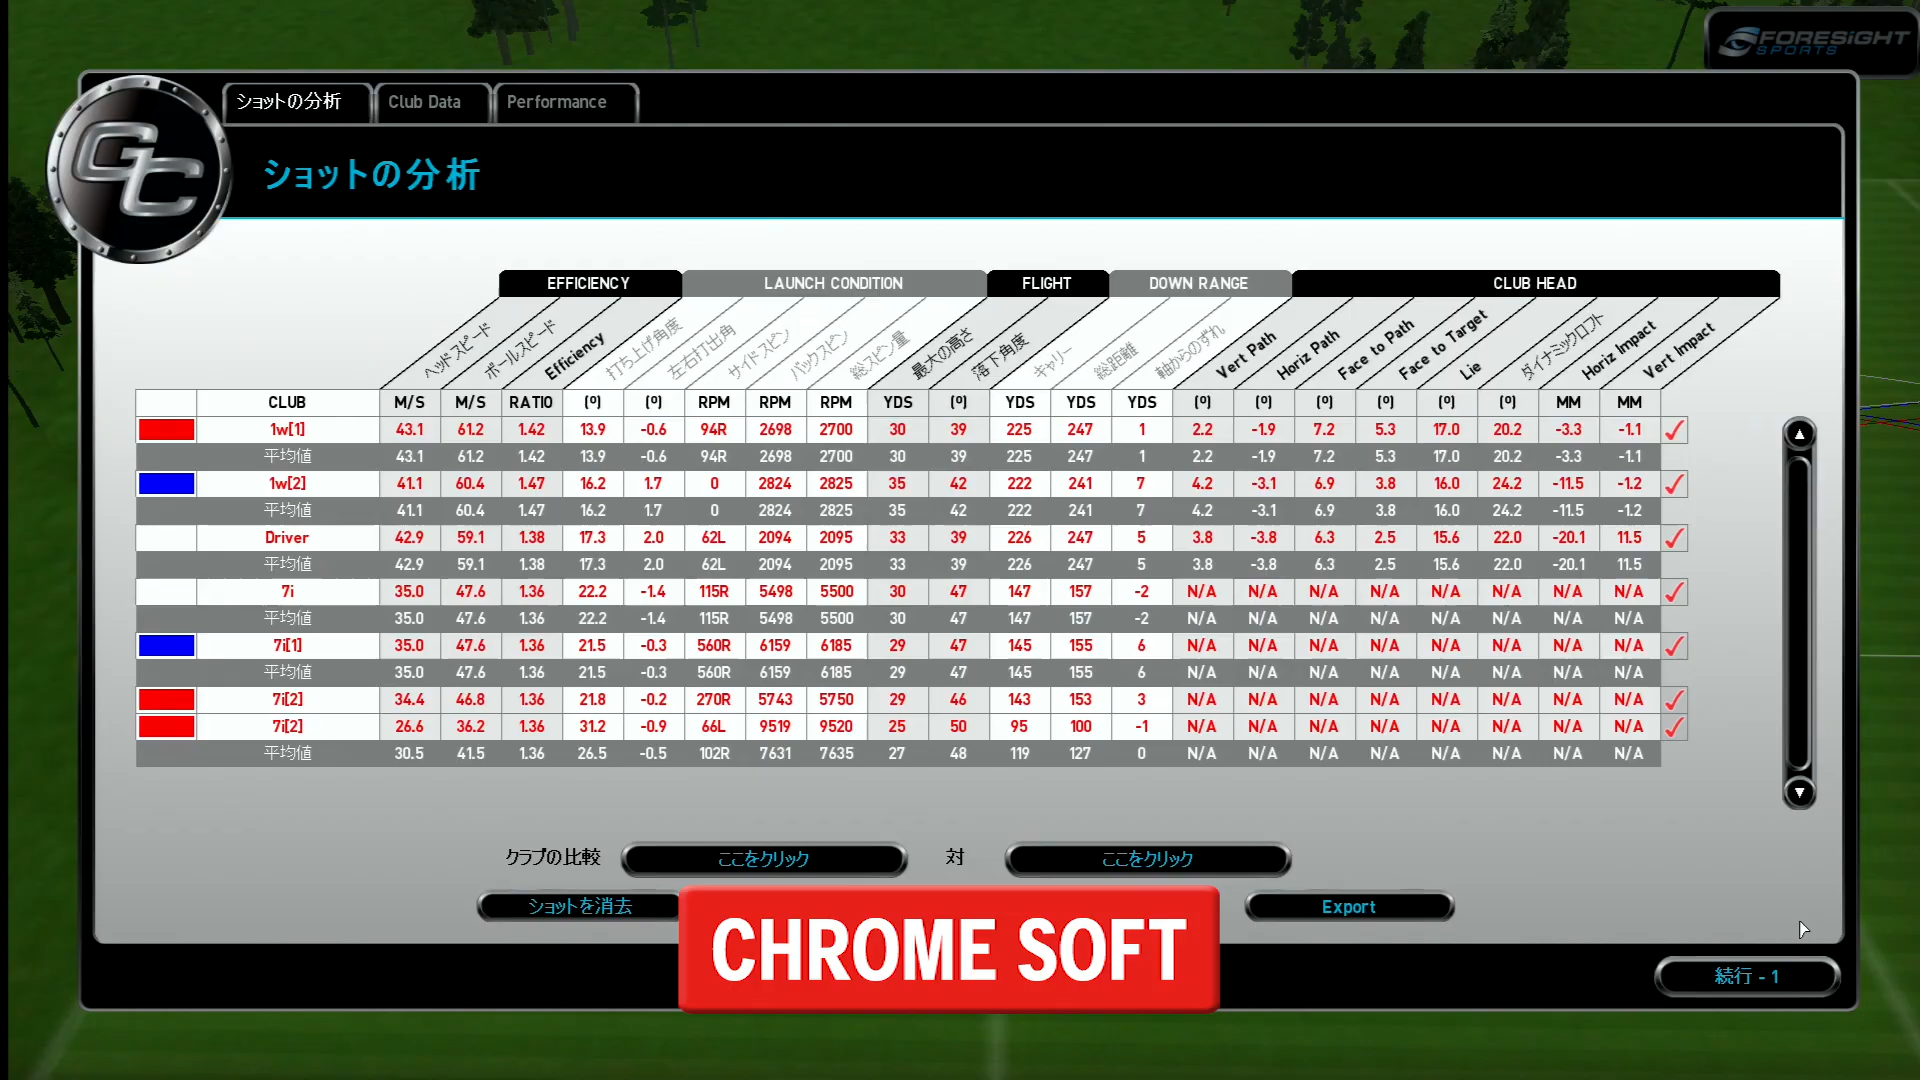 FORESIGHT
SPORTS
GC
ショットの分析 Club Data Performance
ショットの分析
EFFICIENCY LAUNCH CONDITION FLIGHT DOWN RANGE CLUB HEAD
ヘッドスピード ボールスピード Efficiency 打ち上げ角度 左右打出角 サイドスピン バックスピン 総スピン量 最大の高さ 落下角度 キャリー 総距離 軸からのずれ Vert Path Horiz Path Face to Path Face to Target Lie ダイナミックロフト Horiz Impact Vert Impact
CLUB M/S M/S RATIO (º) (º) RPM RPM RPM YDS (º) YDS YDS YDS (º) (º) (º) (º) (º) (º) MM MM
1w[1] 43.1 61.2 1.42 13.9 -0.6 94R 2698 2700 30 39 225 247 1 2.2 -1.9 7.2 5.3 17.0 20.2 -3.3 -1.1
平均値 43.1 61.2 1.42 13.9 -0.6 94R 2698 2700 30 39 225 247 1 2.2 -1.9 7.2 5.3 17.0 20.2 -3.3 -1.1
1w[2] 41.1 60.4 1.47 16.2 1.7 0 2824 2825 35 42 222 241 7 4.2 -3.1 6.9 3.8 16.0 24.2 -11.5 -1.2
平均値 41.1 60.4 1.47 16.2 1.7 0 2824 2825 35 42 222 241 7 4.2 -3.1 6.9 3.8 16.0 24.2 -11.5 -1.2
Driver 42.9 59.1 1.38 17.3 2.0 62L 2094 2095 33 39 226 247 5 3.8 -3.8 6.3 2.5 15.6 22.0 -20.1 11.5
平均値 42.9 59.1 1.38 17.3 2.0 62L 2094 2095 33 39 226 247 5 3.8 -3.8 6.3 2.5 15.6 22.0 -20.1 11.5
7i 35.0 47.6 1.36 22.2 -1.4 115R 5498 5500 30 47 147 157 -2 N/A N/A N/A N/A N/A N/A N/A N/A
平均値 35.0 47.6 1.36 22.2 -1.4 115R 5498 5500 30 47 147 157 -2 N/A N/A N/A N/A N/A N/A N/A N/A
7i[1] 35.0 47.6 1.36 21.5 -0.3 560R 6159 6185 29 47 145 155 6 N/A N/A N/A N/A N/A N/A N/A N/A
平均値 35.0 47.6 1.36 21.5 -0.3 560R 6159 6185 29 47 145 155 6 N/A N/A N/A N/A N/A N/A N/A N/A
7i[2] 34.4 46.8 1.36 21.8 -0.2 270R 5743 5750 29 46 143 153 3 N/A N/A N/A N/A N/A N/A N/A N/A
7i[2] 26.6 36.2 1.36 31.2 -0.9 66L 9519 9520 25 50 95 100 -1 N/A N/A N/A N/A N/A N/A N/A N/A
平均値 30.5 41.5 1.36 26.5 -0.5 102R 7631 7635 27 48 119 127 0 N/A N/A N/A N/A N/A N/A N/A N/A
クラブの比較 ここをクリック 対 ここをクリック
ショットを消去 Export
CHROME SOFT
続行 - 1